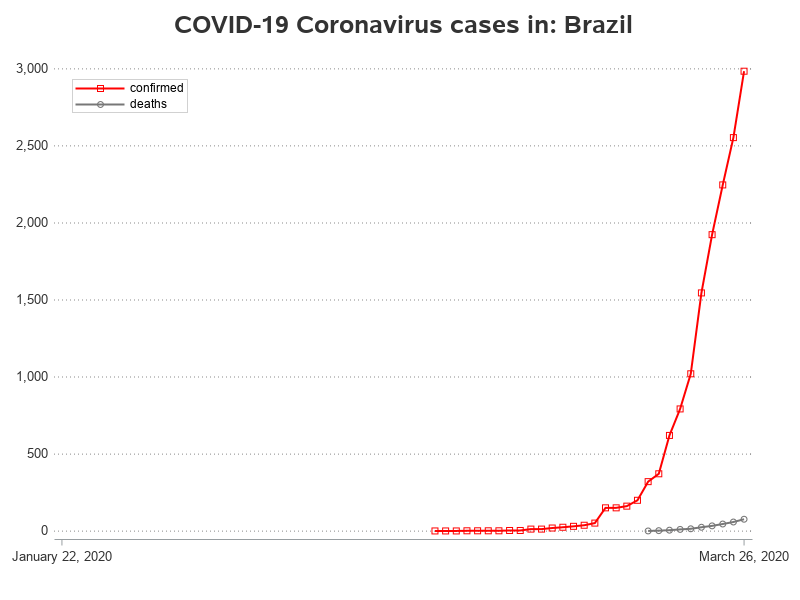 COVID-19 Coronavirus cases in: Brazil
3,000
confirmed
deaths
2,500
2,000
1,500
1,000
500
0
January 22, 2020
March 26, 2020